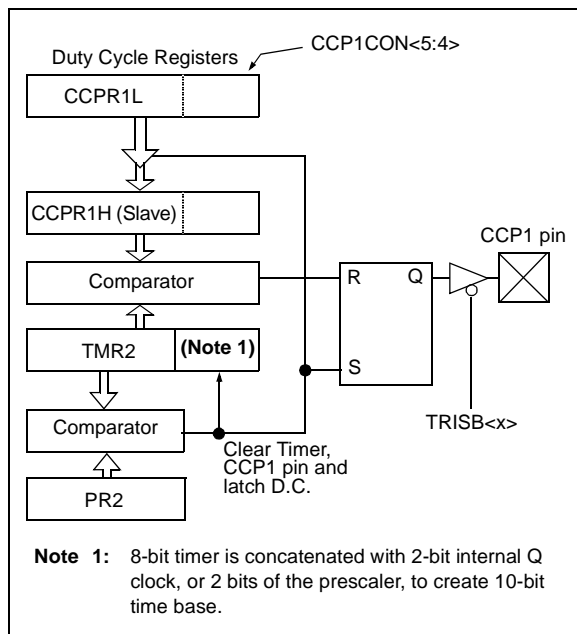 CCP1CON<5:4>
Duty Cycle Registers
CCPR1L
CCPR1H (Slave)
CCP1 pin
Comparator
R
Q
TMR2
(Note 1)
S
Comparator
TRISB<x>
Clear Timer,
CCP1 pin and
latch D.C.
PR2
Note 1: 8-bit timer is concatenated with 2-bit internal Q
clock, or 2 bits of the prescaler, to create 10-bit
time base.